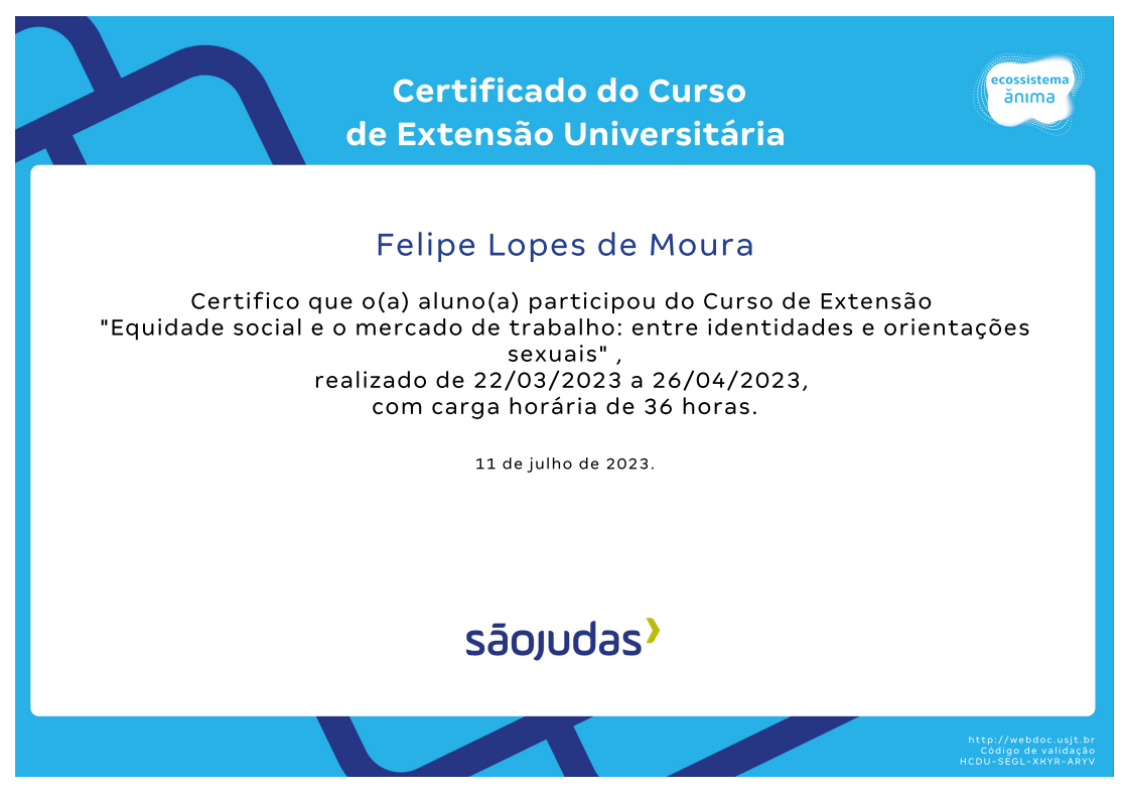 Certificado do Curso
de Extensão Universitária
ecossistema
ănıma
Felipe Lopes de Moura
Certifico que o(a) aluno(a) participou do Curso de Extensão
"Equidade social e o mercado de trabalho: entre identidades e orientações
sexuais" ,
realizado de 22/03/2023 a 26/04/2023,
com carga horária de 36 horas.
11 de julho de 2023.
sãojudas
http://webdoc.usjt.br
Código de validação
HCDU-SEGL-XKYR-ARYV